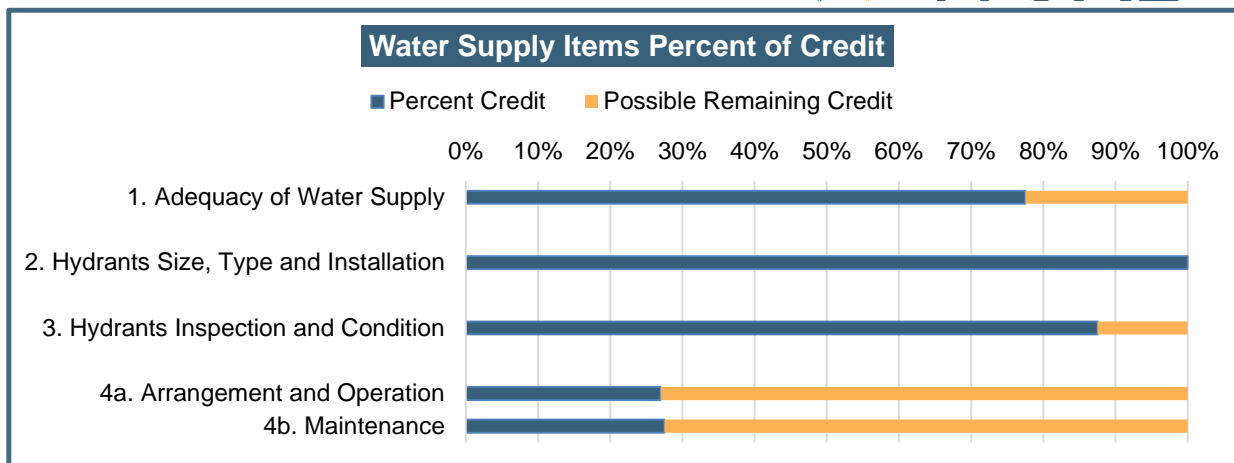 Water Supply Items Percent of Credit
Percent Credit Possible Remaining Credit
0% 10% 20% 30% 40% 50% 60% 70% 80% 90% 100%
1. Adequacy of Water Supply
2. Hydrants Size, Type and Installation
3. Hydrants Inspection and Condition
4a. Arrangement and Operation
4b. Maintenance